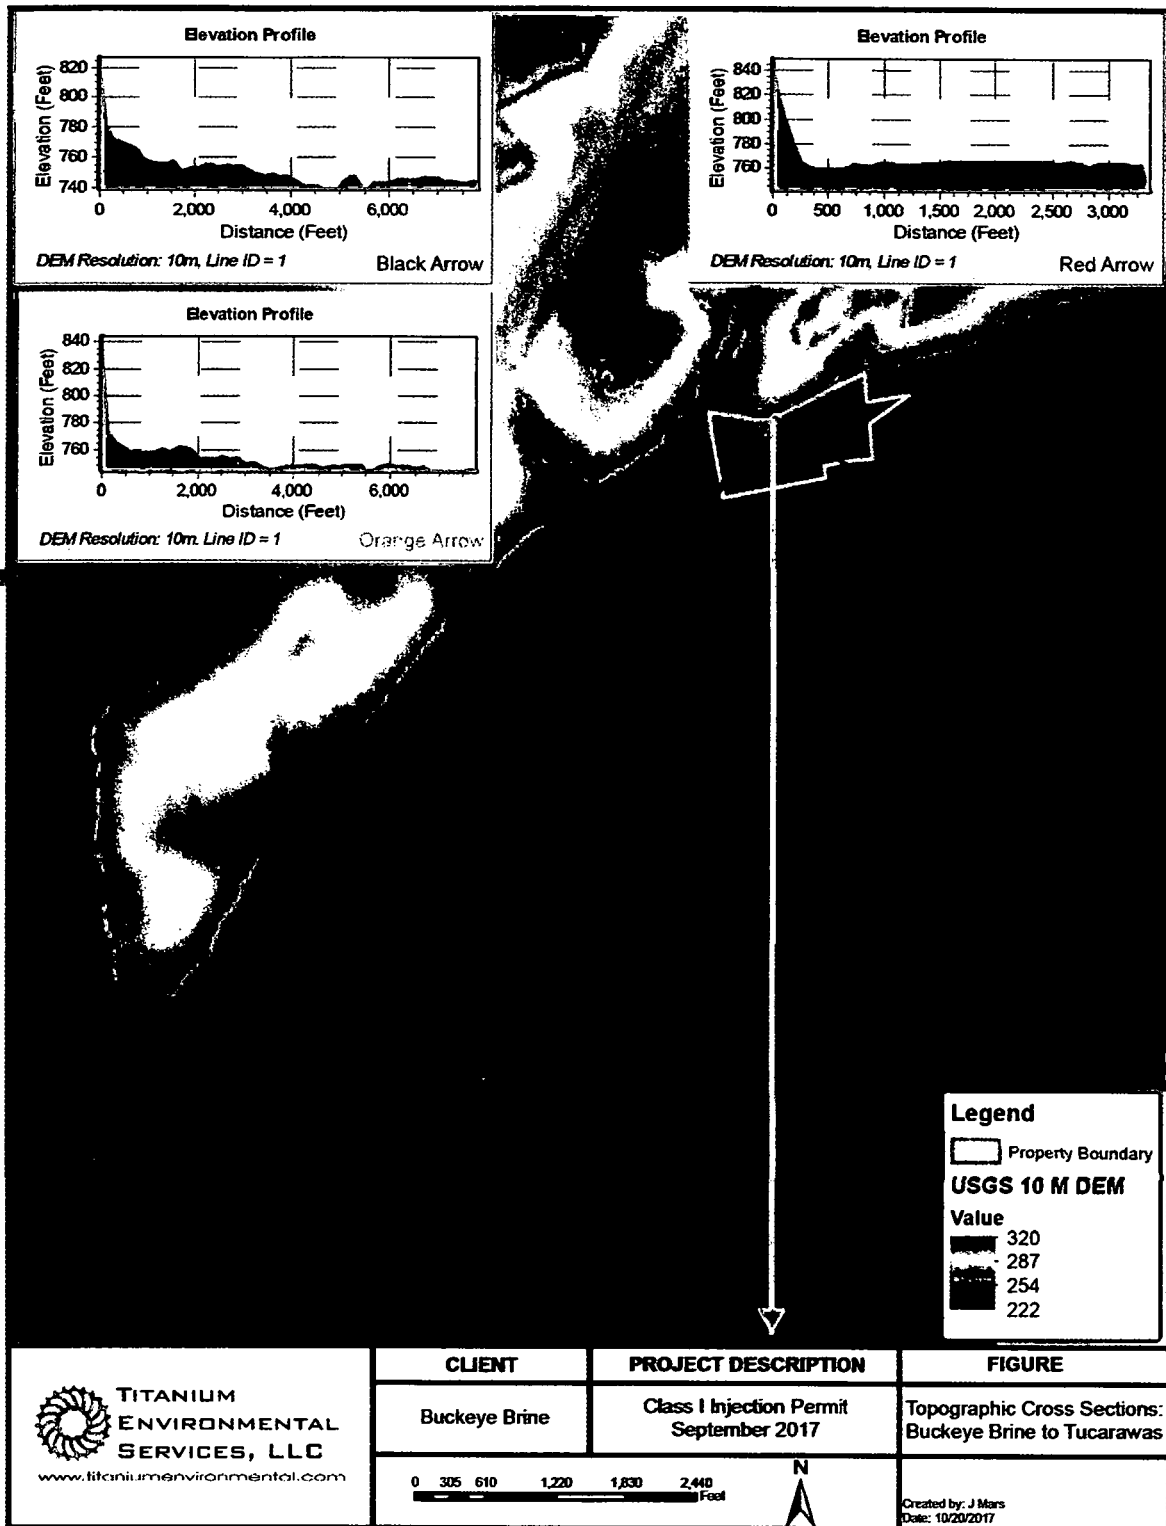 Elevation Profile
Elevation (Feet)
820
800
780
760
740
0 2,000 4,000 6,000
Distance (Feet)
DEM Resolution: 10m, Line ID = 1
Black Arrow
Elevation Profile
Elevation (Feet)
840
820
800
780
760
0 500 1,000 1,500 2,000 2,500 3,000
Distance (Feet)
DEM Resolution: 10m, Line ID = 1
Red Arrow
Elevation Profile
Elevation (Feet)
840
820
800
780
760
0 2,000 4,000 6,000
Distance (Feet)
DEM Resolution: 10m. Line ID = 1
Orange Arrow
Legend
Property Boundary
USGS 10 M DEM
Value
320
287
254
222
TITANIUM
ENVIRONMENTAL
SERVICES, LLC
www.titaniumenvironmental.com
CLIENT
Buckeye Brine
PROJECT DESCRIPTION
Class I Injection Permit
September 2017
FIGURE
Topographic Cross Sections:
Buckeye Brine to Tucarawas
0 305 610 1,220 1,830 2,440
Feet
N
Created by: J Mars
Date: 10/20/2017